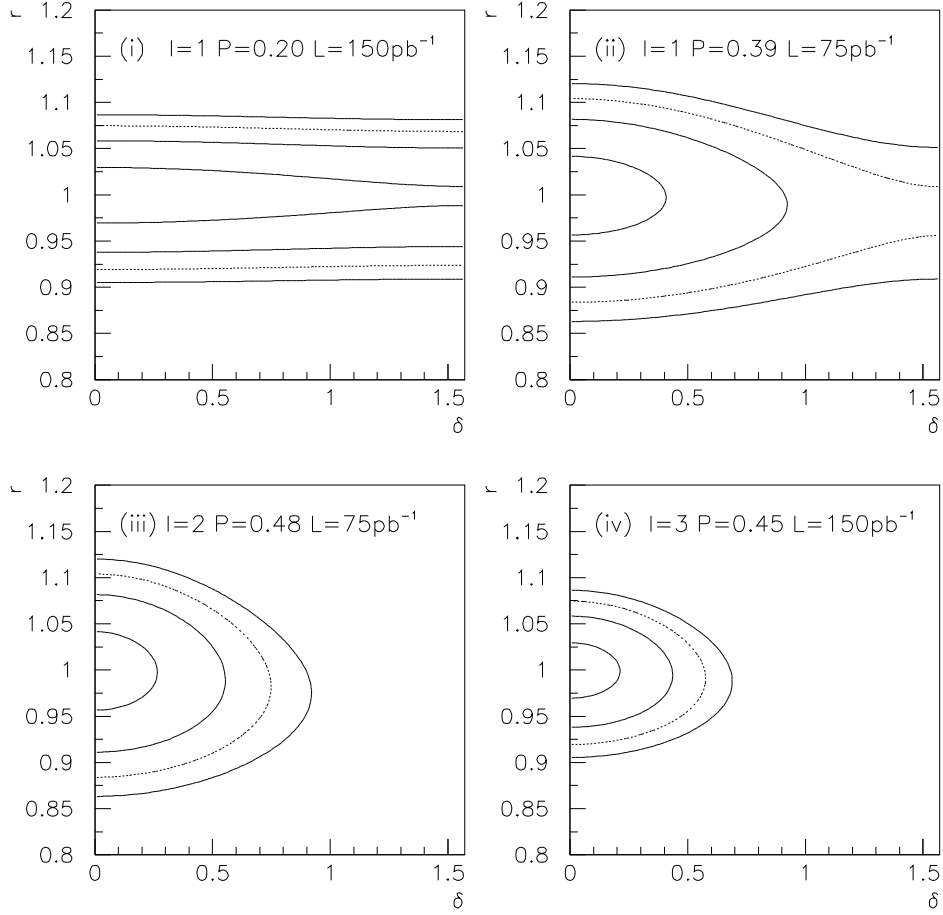 r
1.2
1.15
1.1
1.05
1
0.95
0.9
0.85
0.8
(i) I=1 P=0.20 L=150pb⁻¹
0 0.5 1 1.5
δ
r
1.2
1.15
1.1
1.05
1
0.95
0.9
0.85
0.8
(ii) I=1 P=0.39 L=75pb⁻¹
0 0.5 1 1.5
δ
r
1.2
1.15
1.1
1.05
1
0.95
0.9
0.85
0.8
(iii) I=2 P=0.48 L=75pb⁻¹
0 0.5 1 1.5
δ
r
1.2
1.15
1.1
1.05
1
0.95
0.9
0.85
0.8
(iv) I=3 P=0.45 L=150pb⁻¹
0 0.5 1 1.5
δ